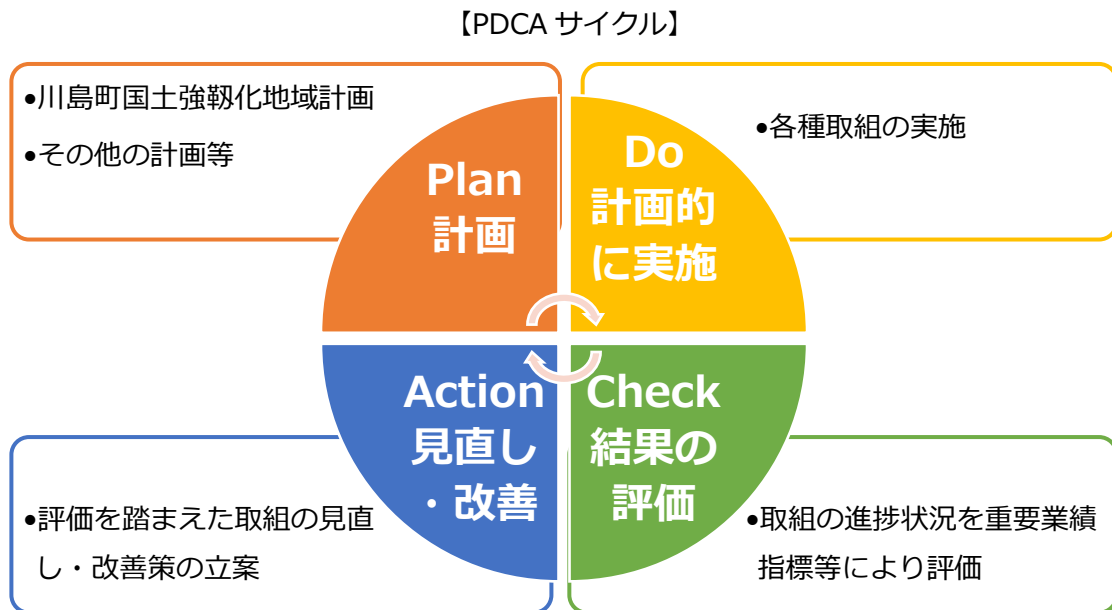 【PDCA サイクル】
•川島町国土強靱化地域計画
•その他の計画等
Plan
計画
Do
計画的
に実施
•各種取組の実施
Action
見直し
・改善
•評価を踏まえた取組の見直
し・改善策の立案
Check
結果の
評価
•取組の進捗状況を重要業績
指標等により評価